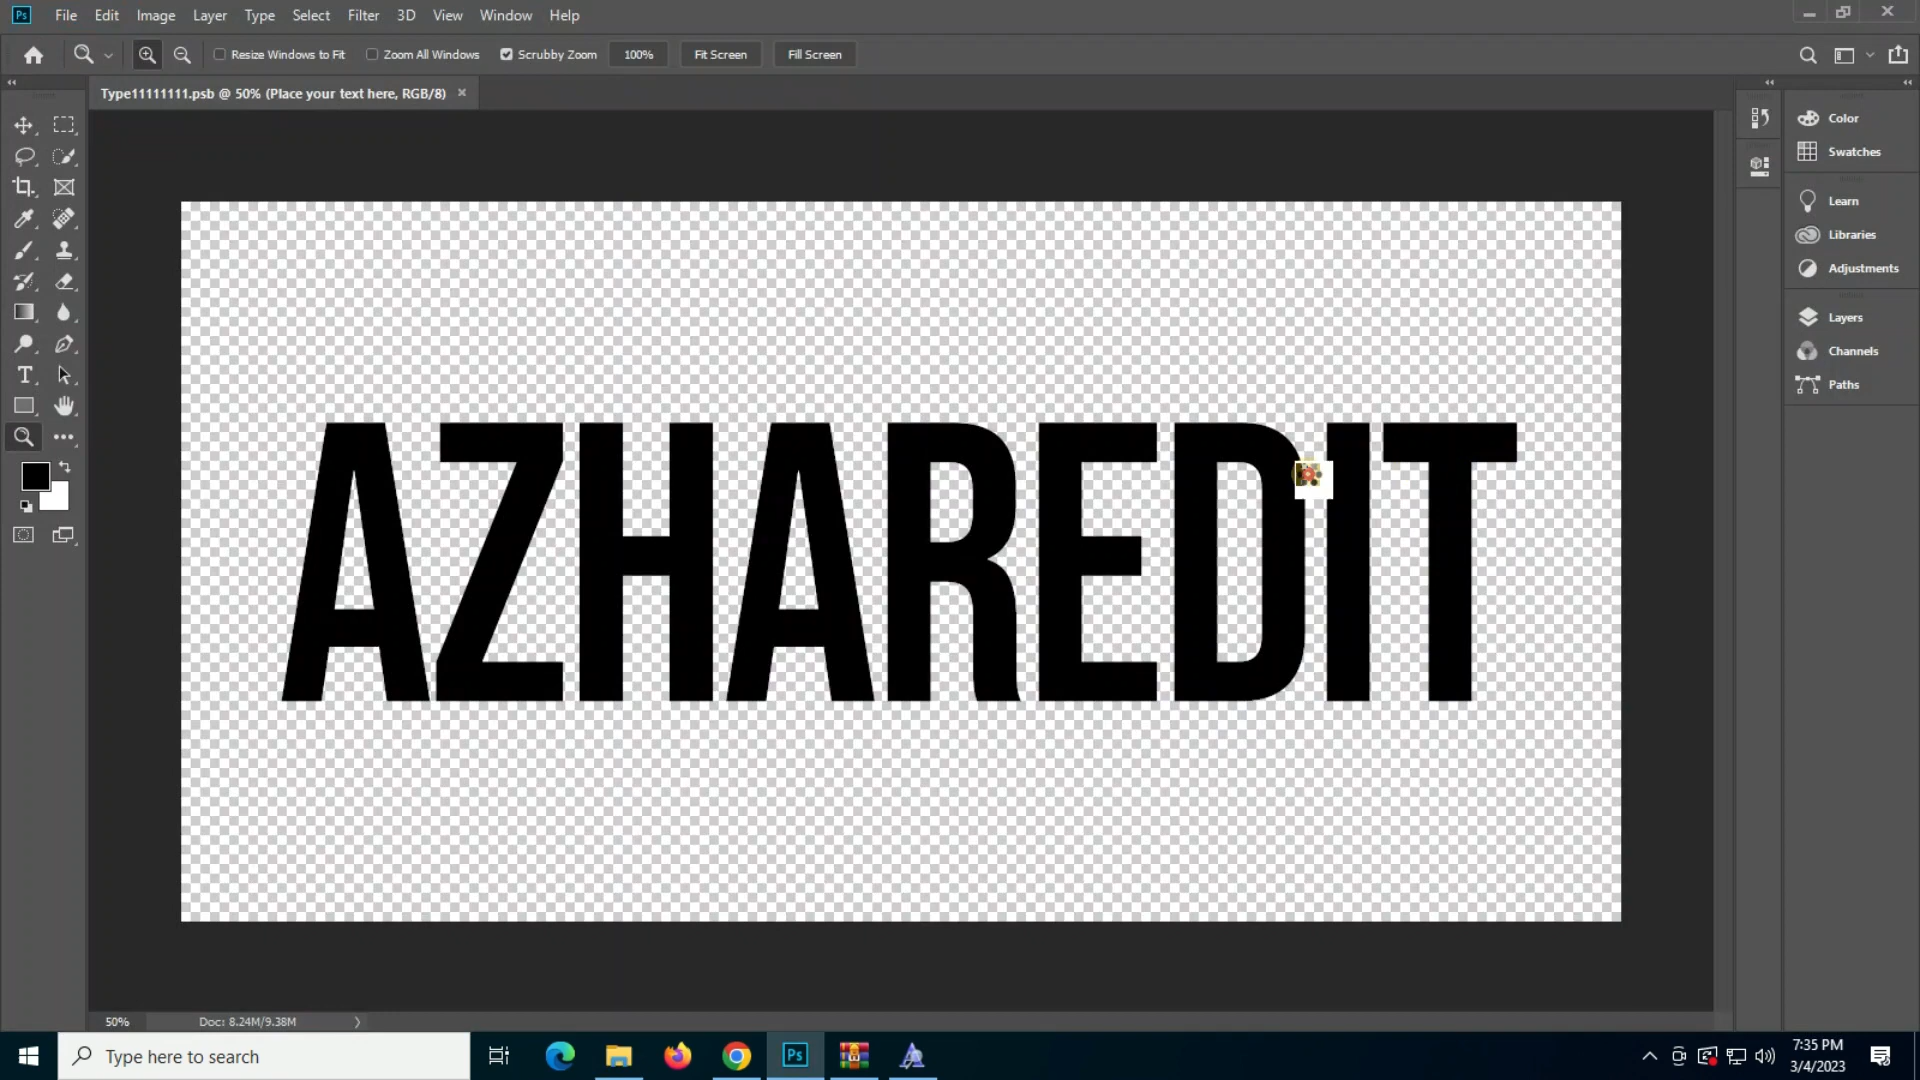 Ps File Edit Image Layer Type Select Filter 3D View Window Help
Resize Windows to Fit Zoom All Windows Scrubby Zoom 100% Fit Screen Fill Screen
Type11111111.psb @ 50% (Place your text here, RGB/8) ×
Color
Swatches
Learn
Libraries
Adjustments
Layers
Channels
Paths
AZHAREDIT
50% Doc: 8.24M/9.38M
Type here to search
Ps
7:35 PM
3/4/2023